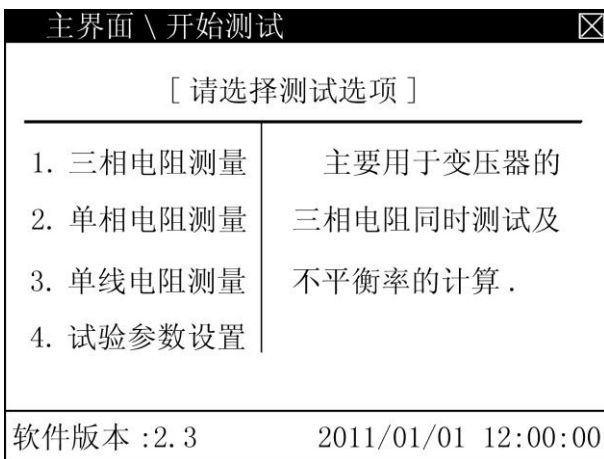 主界面 \ 开始测试
[ 请选择测试选项 ]
1. 三相电阻测量
2. 单相电阻测量
3. 单线电阻测量
4. 试验参数设置
主要用于变压器的
三相电阻同时测试及
不平衡率的计算 .
软件版本 :2.3
2011/01/01 12:00:00